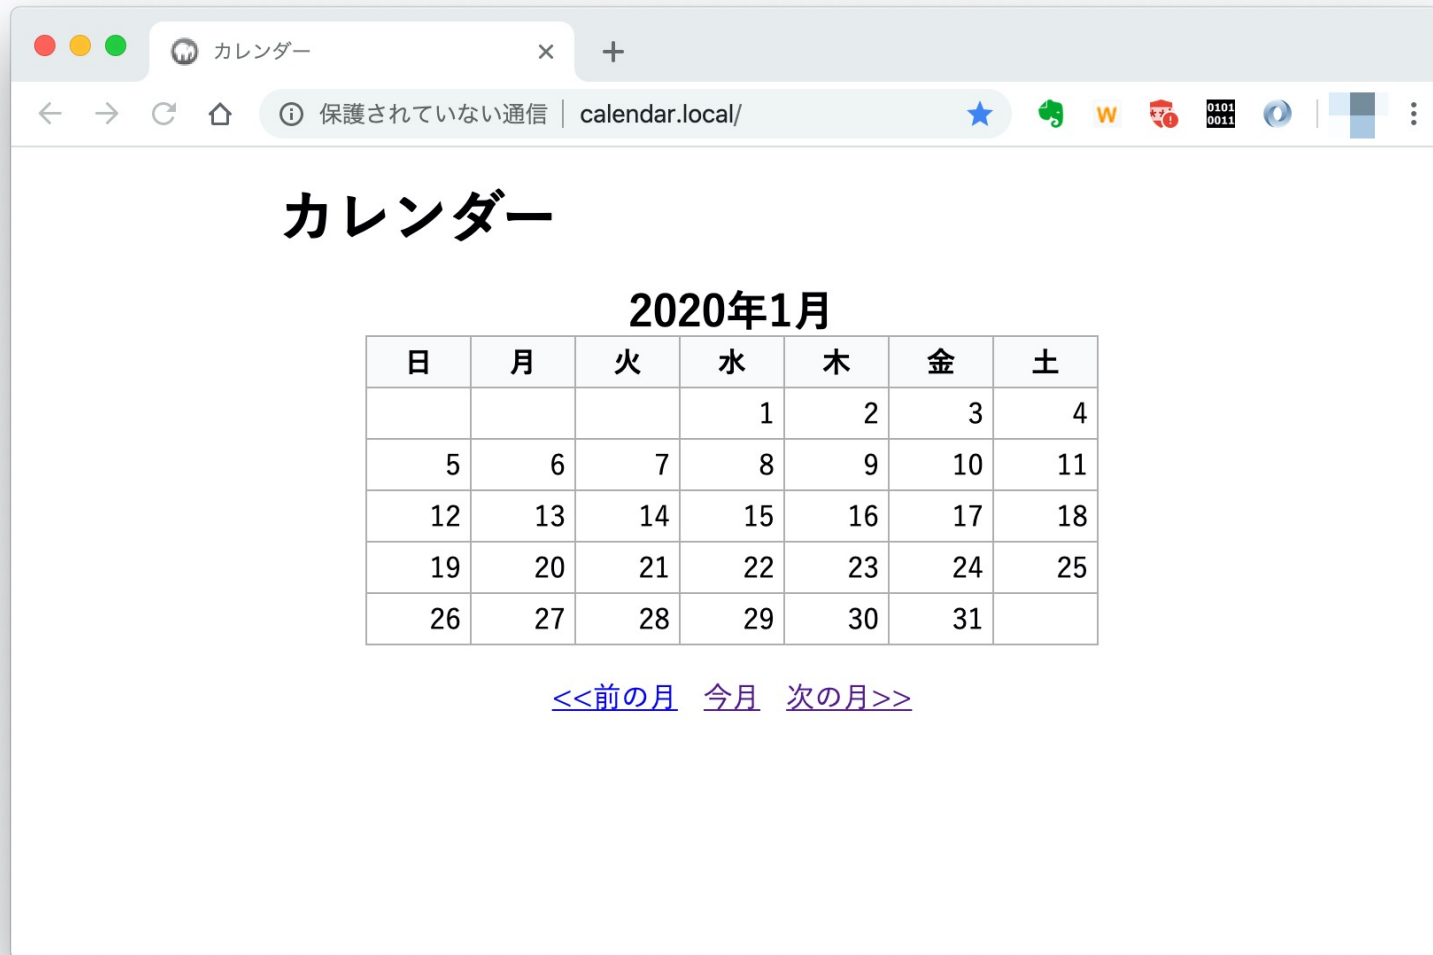 カレンダー
保護されていない通信 calendar.local/
W
0101
0011
カレンダー
2020年1月
日 月 火 水 木 金 土
1 2 3 4
5 6 7 8 9 10 11
12 13 14 15 16 17 18
19 20 21 22 23 24 25
26 27 28 29 30 31
<<前の月 今月 次の月>>